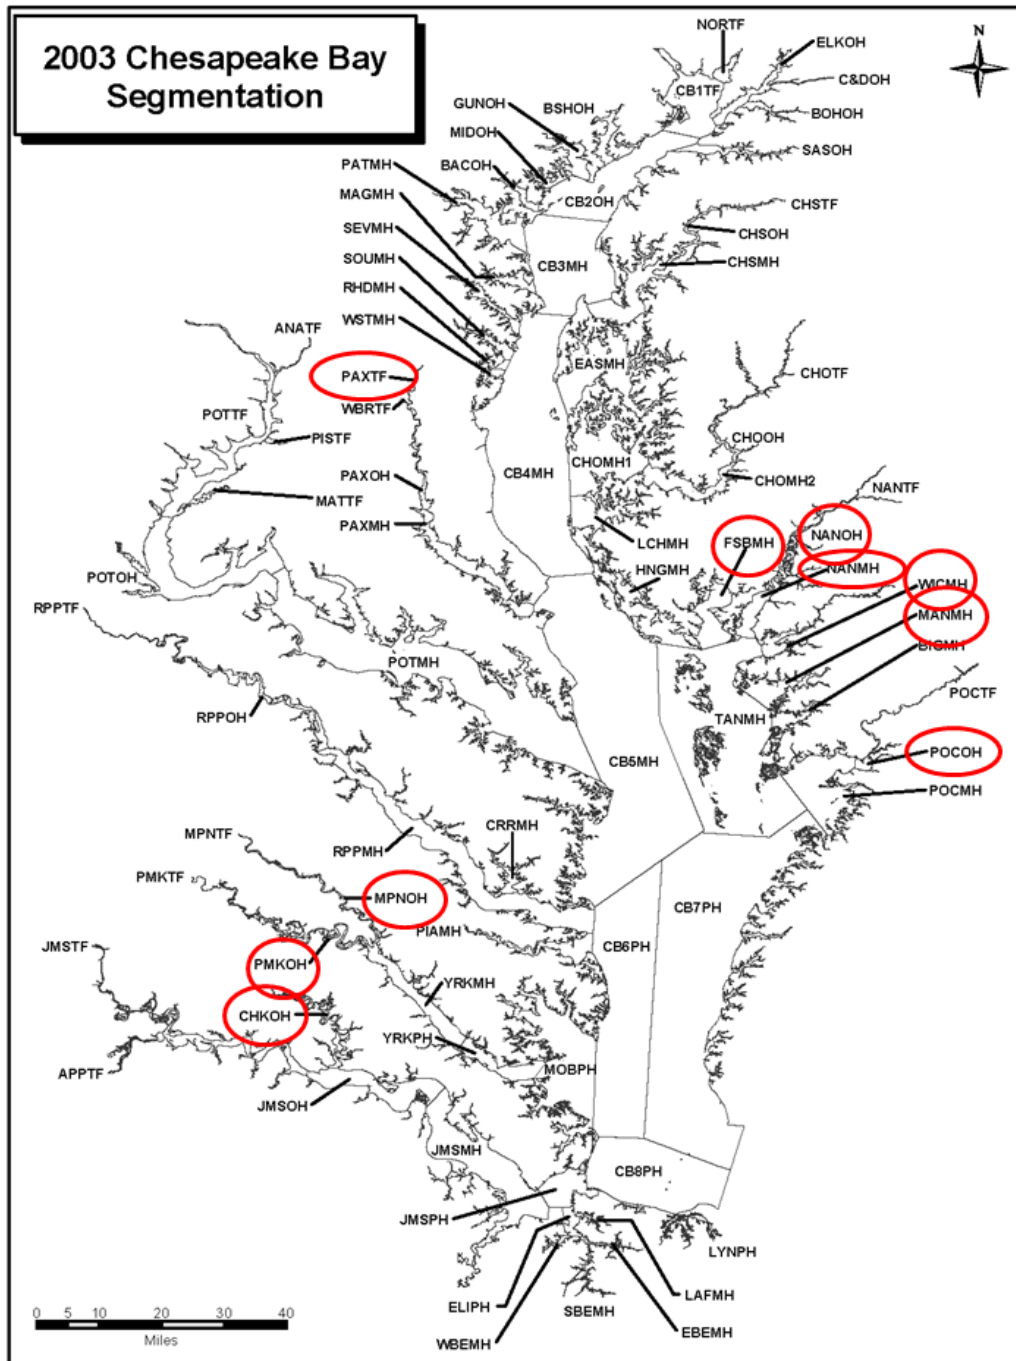 2003 Chesapeake Bay
Segmentation
N
NORTF
ELKOH
C&DOH
CB1TF
GUNOH
BSHOH
BOHOH
MIDOH
SASOH
PATMH
BACOH
MAGMH
CB2OH
CHSTF
SEVMH
CHSOH
SOUMH
CB3MH
CHSMH
RHDMH
WSTMH
ANATF
EASMH
PAXTF
CHOTF
WBRTF
POTTF
PISTF
CHOOH
PAXOH
CB4MH
CHOMH1
CHOMH2
MATTF
NANTF
PAXMH
LCHMH
FSBMH
NANOH
POTOH
HNGMH
NANMH
WICMH
RPPTF
MANMH
BIGMH
POTMH
POCTF
RPPOH
TANMH
CB5MH
POCOH
POCMH
MPNTF
CRRMH
RPPMH
PMKTF
MPNOH
CB7PH
PIAMH
JMSTF
CB6PH
PMKOH
YRKMH
CHKOH
YRKPH
MOBPH
APPTF
JMSOH
JMSMH
CB8PH
JMSPH
LYNPH
ELIPH
LAFMH
SBEMH
WBEMH
EBEMH
0 5 10 20 30 40
Miles